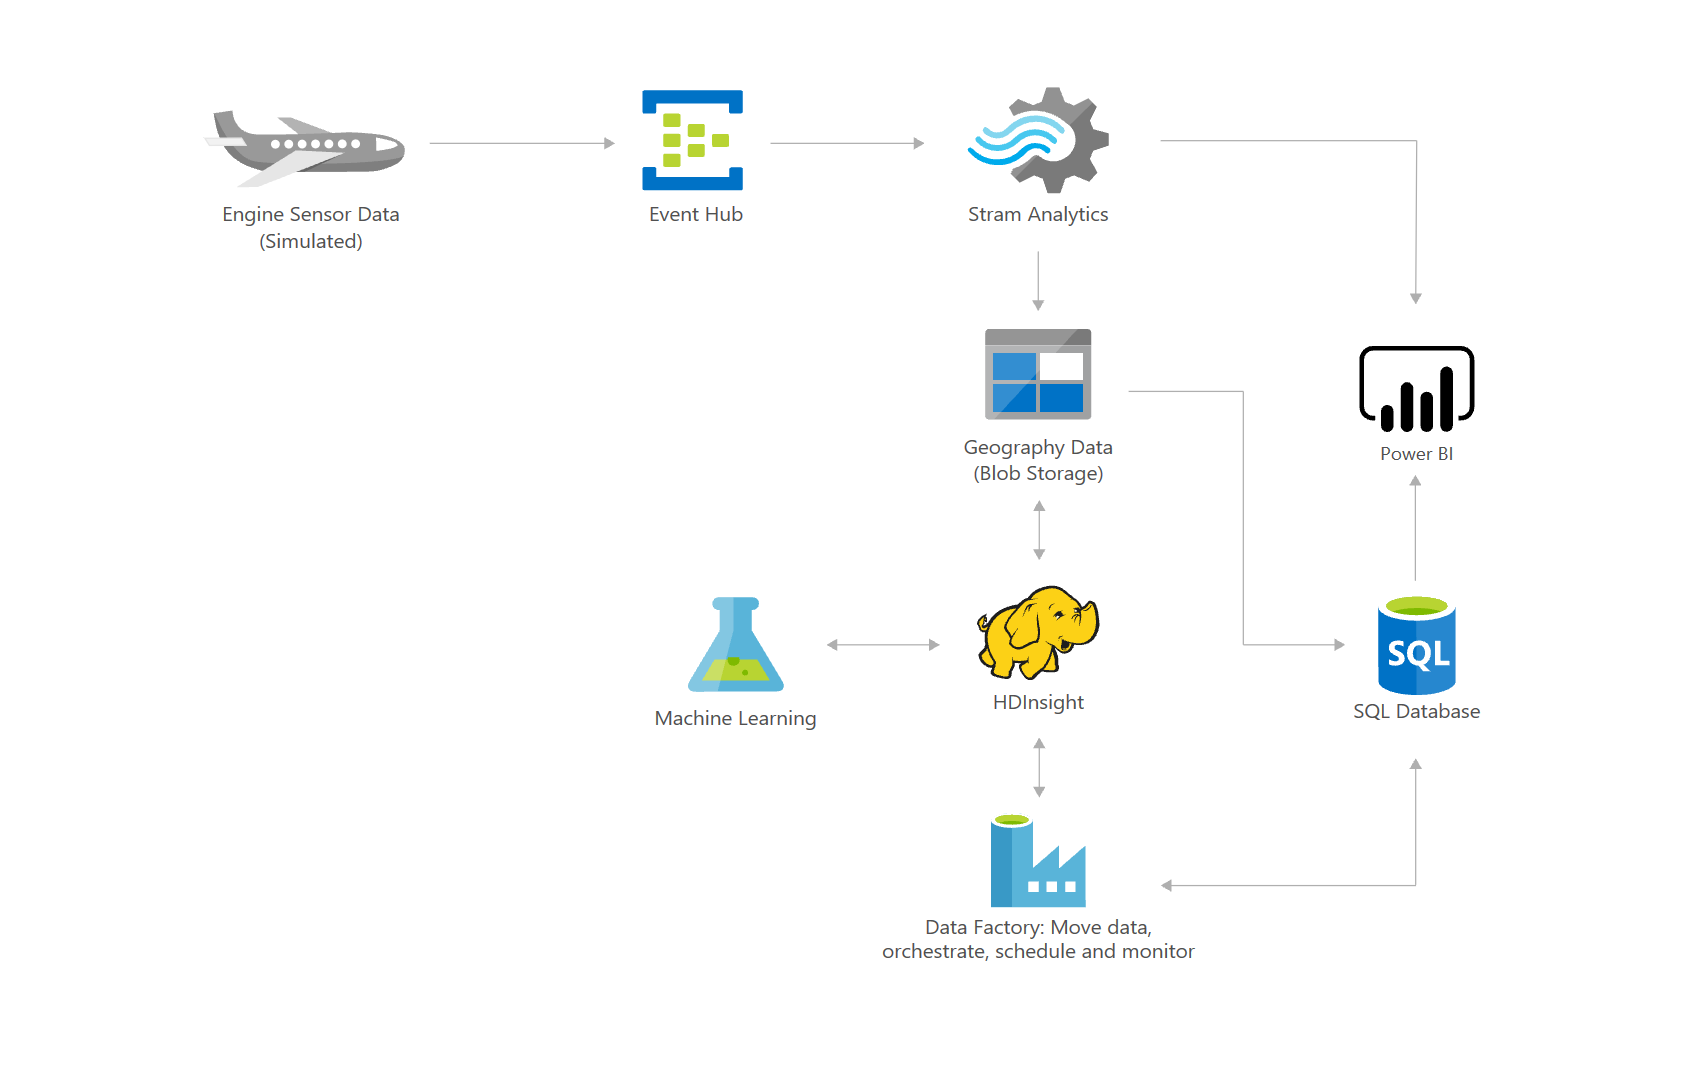 Engine Sensor Data
(Simulated)
Event Hub
Stram Analytics
Geography Data
(Blob Storage)
Power BI
Machine Learning
HDInsight
SQL
SQL Database
Data Factory: Move data,
orchestrate, schedule and monitor